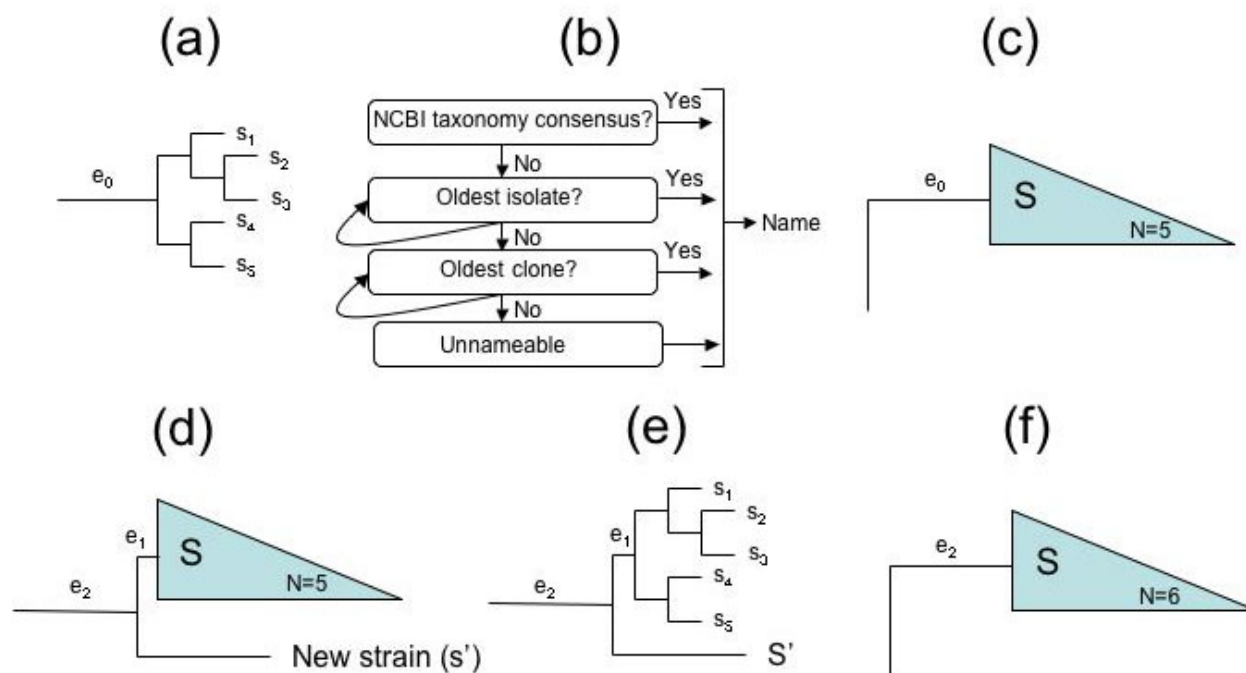 (a)
(b)
(c)
e0
s1
s2
s3
s4
s5
NCBI taxonomy consensus?
Yes
No
Oldest isolate?
Yes
No
Oldest clone?
Yes
No
Unnameable
Name
e0
S
N=5
(d)
(e)
(f)
e1
S
N=5
e2
New strain (s’)
s1
s2
s3
s4
s5
e1
e2
S’
e2
S
N=6